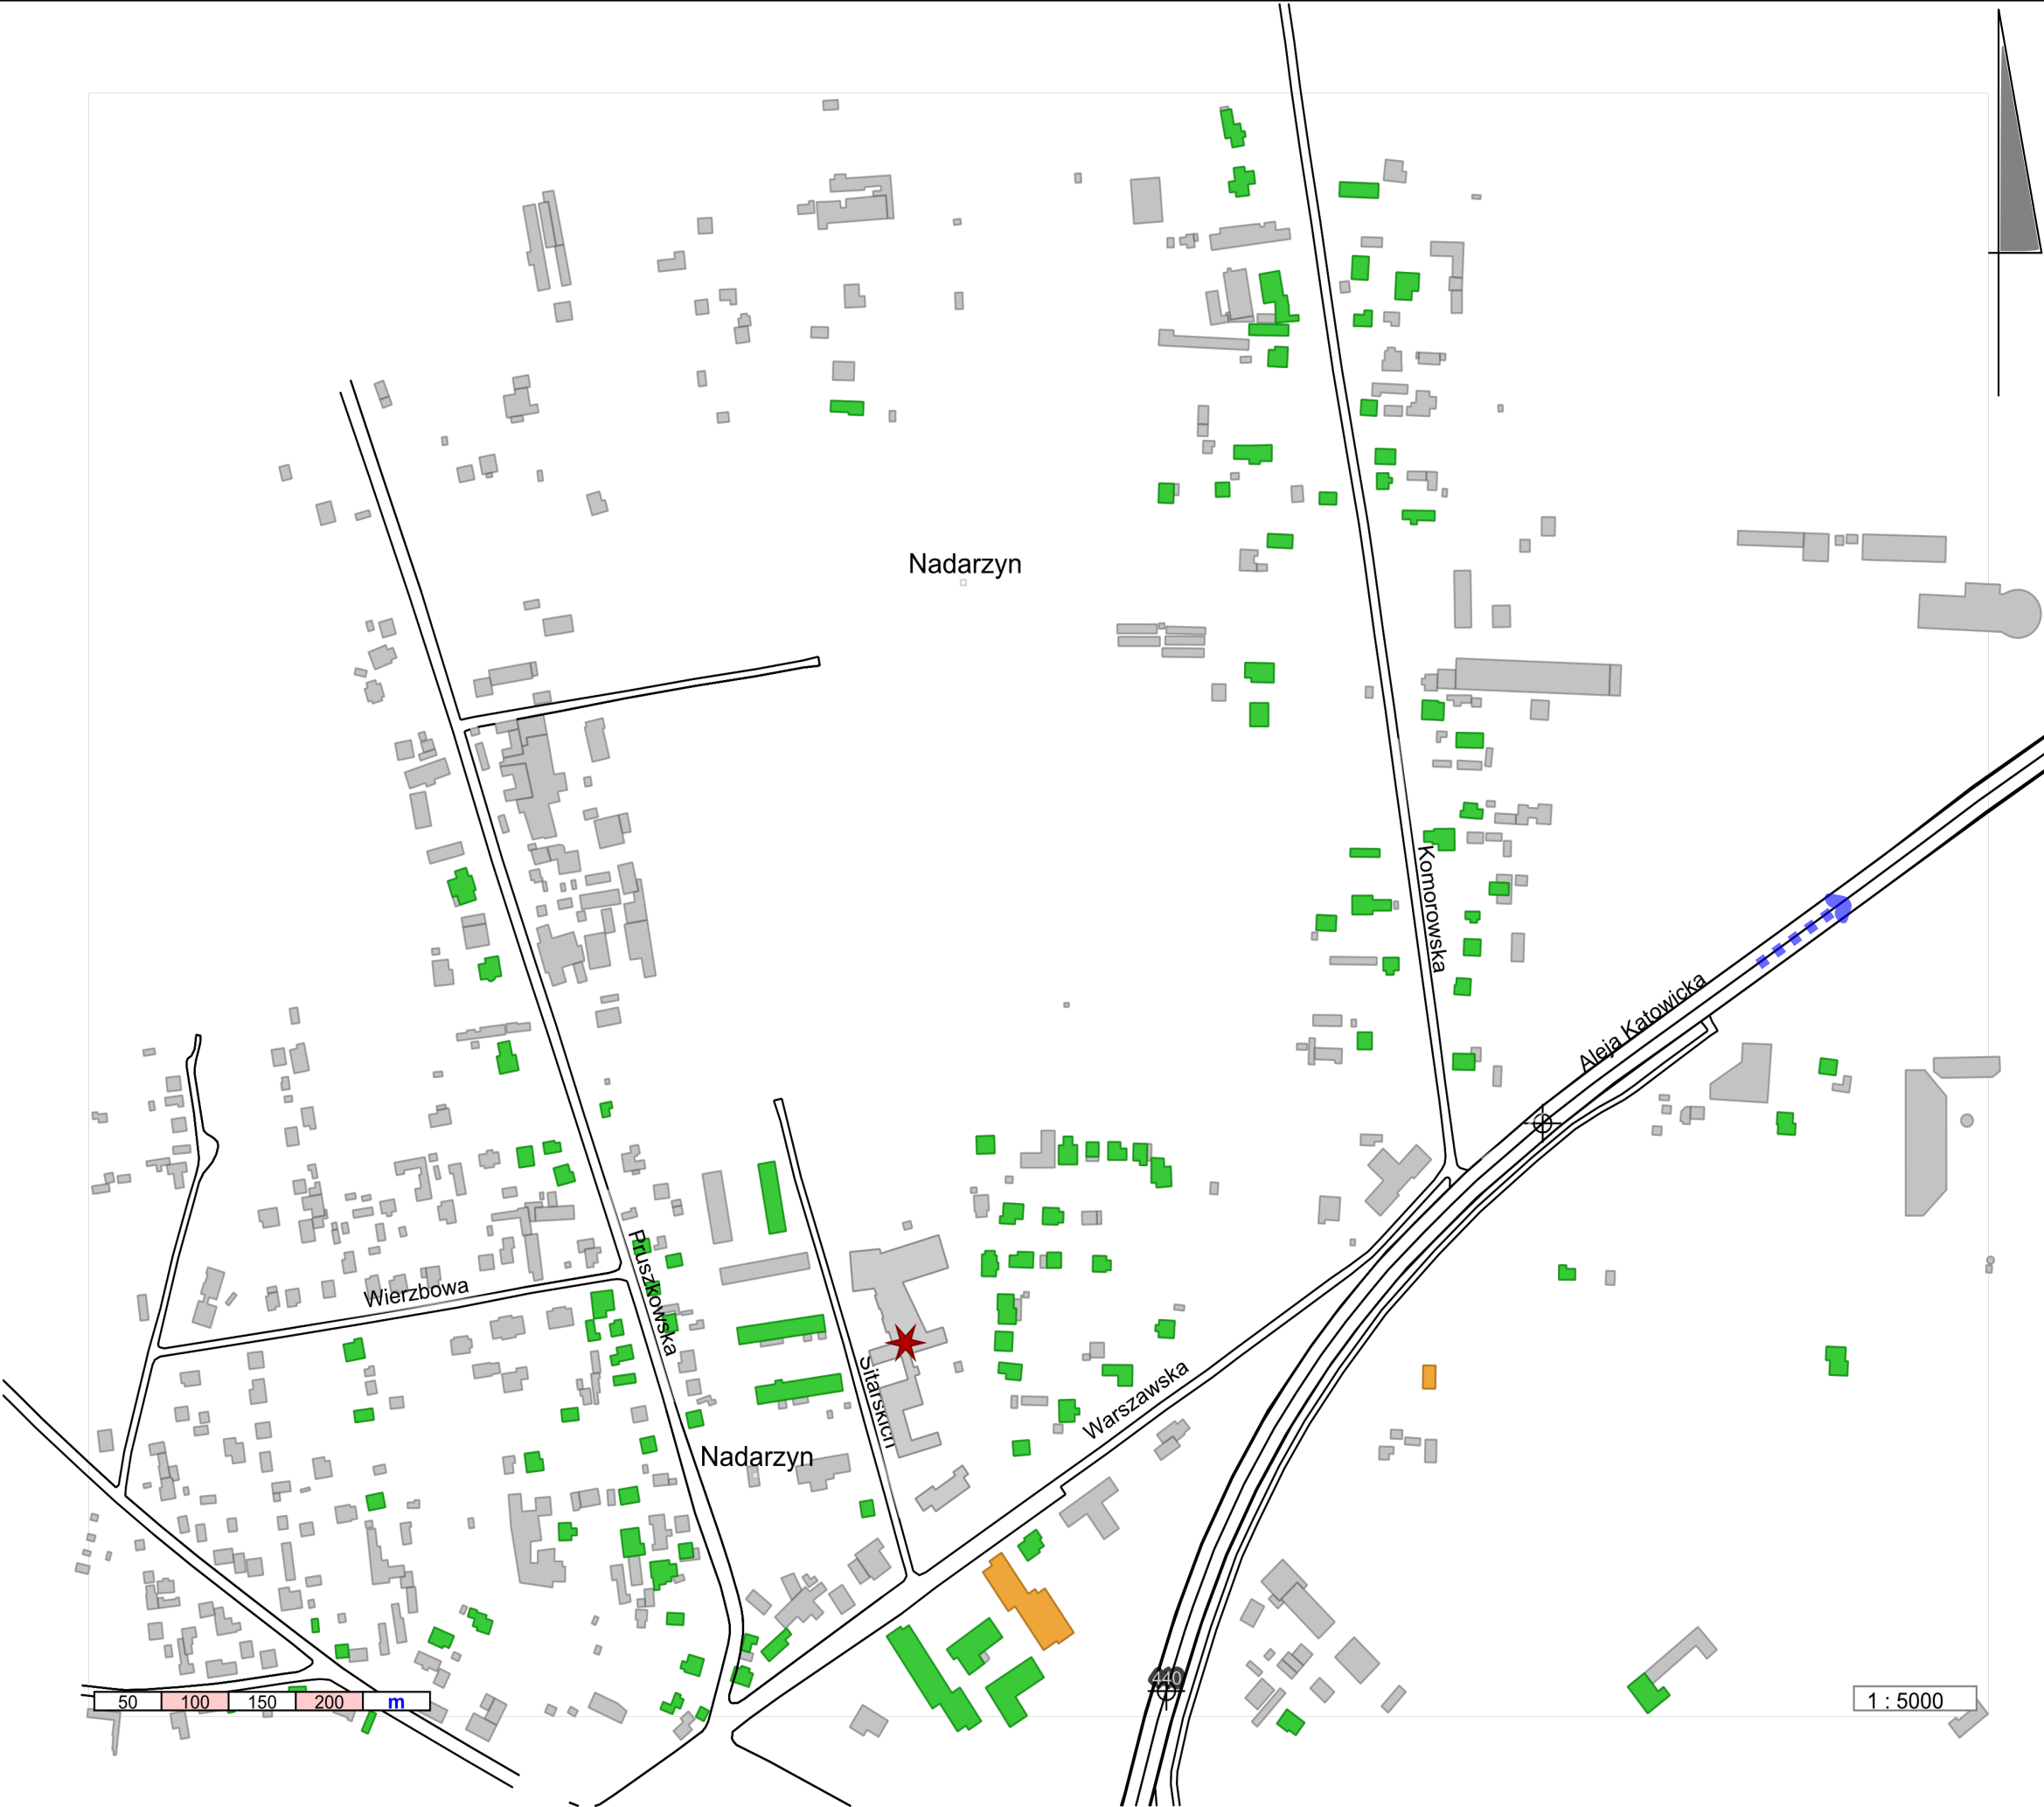 Nadarzyn
Komorowska
Aleja Katowicka
Pruszkowska
Wierzbowa
Sitarskich
Warszawska
Nadarzyn
440
50 100 150 200 m
1 : 5000